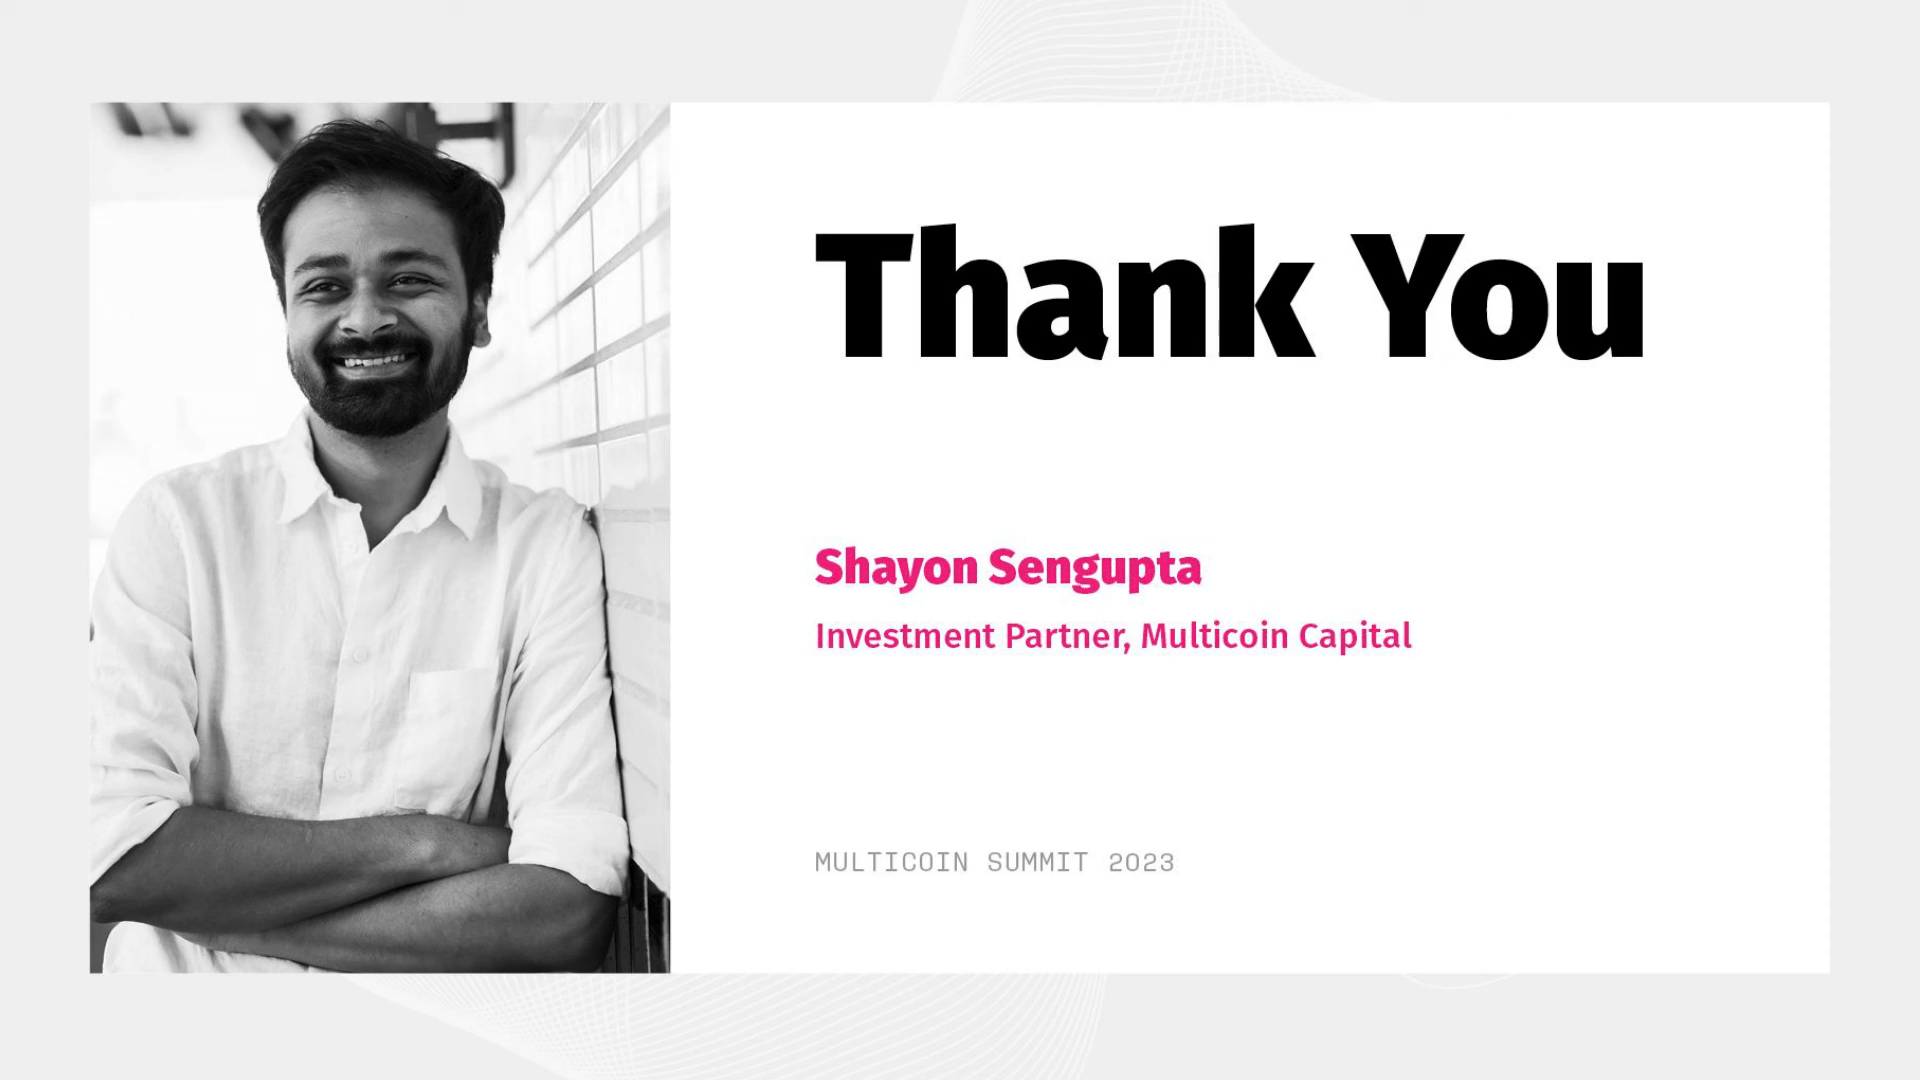 Thank You
Shayon Sengupta
Investment Partner, Multicoin Capital
MULTICOIN SUMMIT 2023